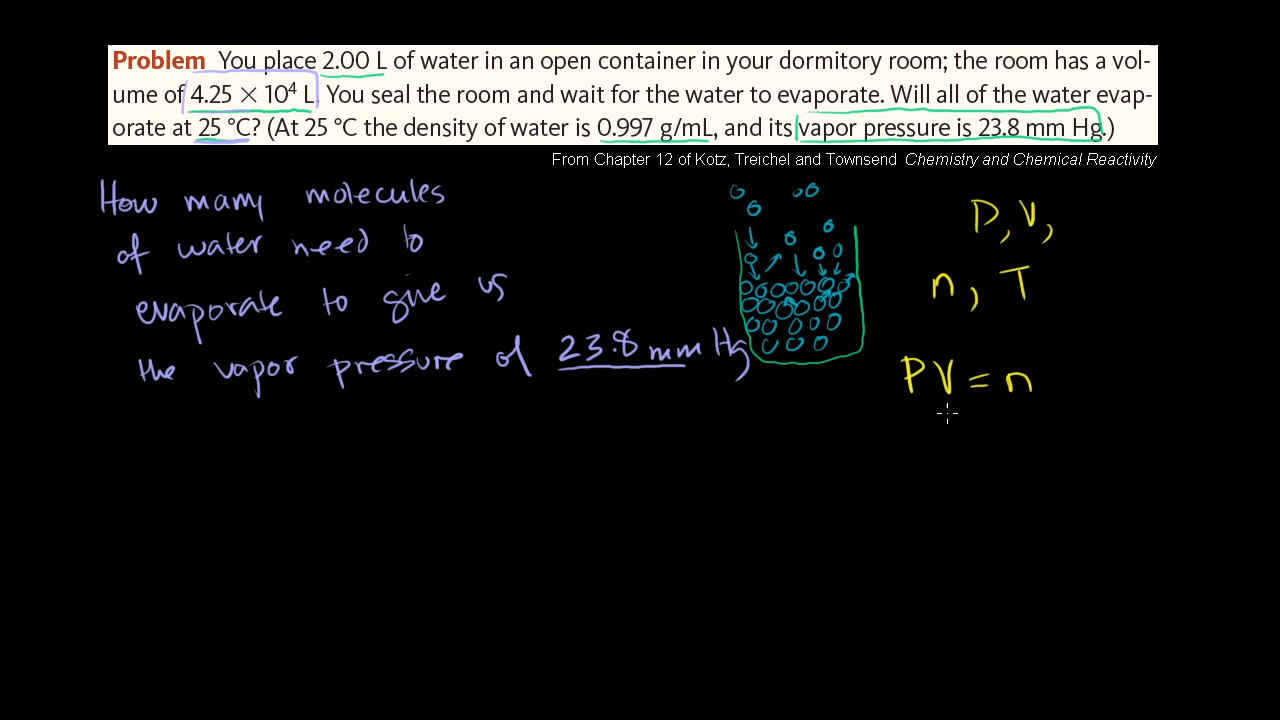 Problem You place 2.00 L of water in an open container in your dormitory room; the room has a vol-
ume of 4.25 × 10⁴ L. You seal the room and wait for the water to evaporate. Will all of the water evap-
orate at 25 °C? (At 25 °C the density of water is 0.997 g/mL, and its vapor pressure is 23.8 mm Hg.)
From Chapter 12 of Kotz, Treichel and Townsend Chemistry and Chemical Reactivity
How many molecules
of water need to
evaporate to give us
the vapor pressure of 23.8 mm Hg
P, V,
n, T
PV = n